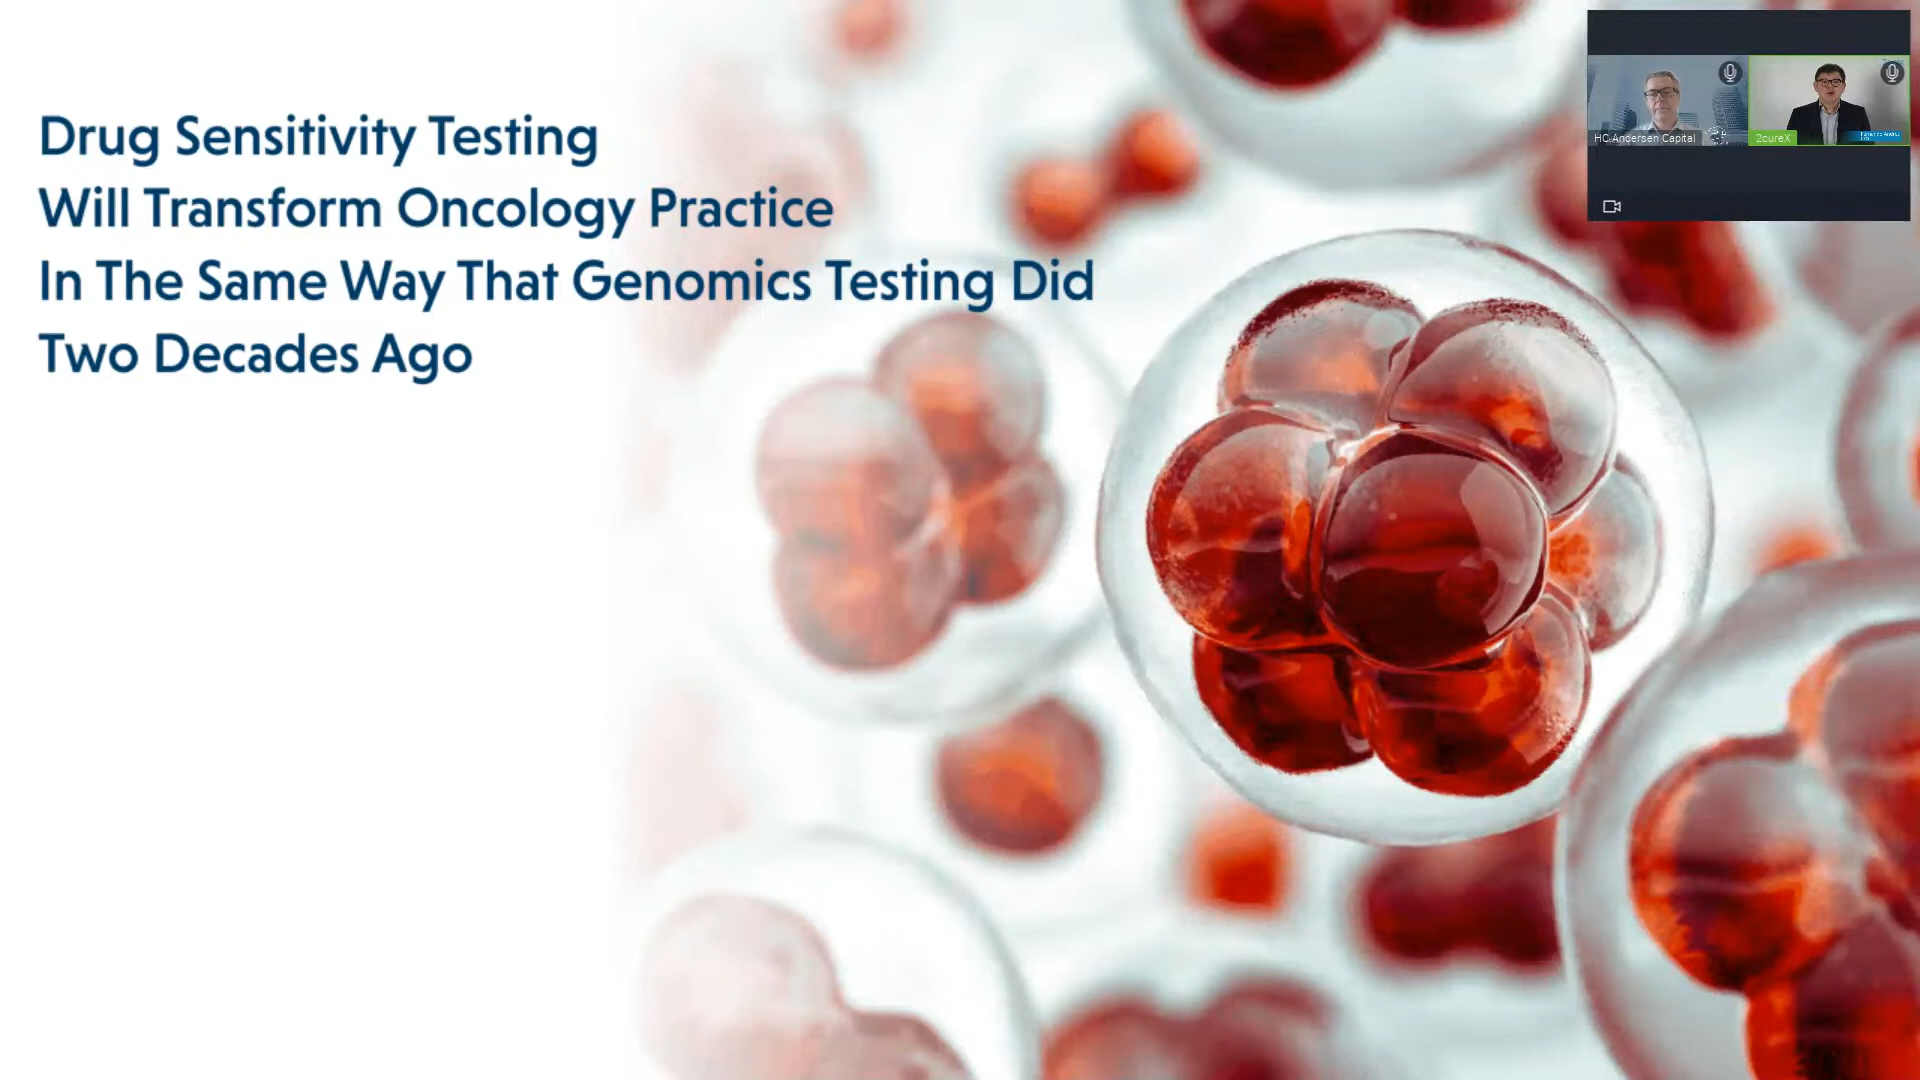 Drug Sensitivity Testing
Will Transform Oncology Practice
In The Same Way That Genomics Testing Did
Two Decades Ago
HC Andersen Capital
2cureX